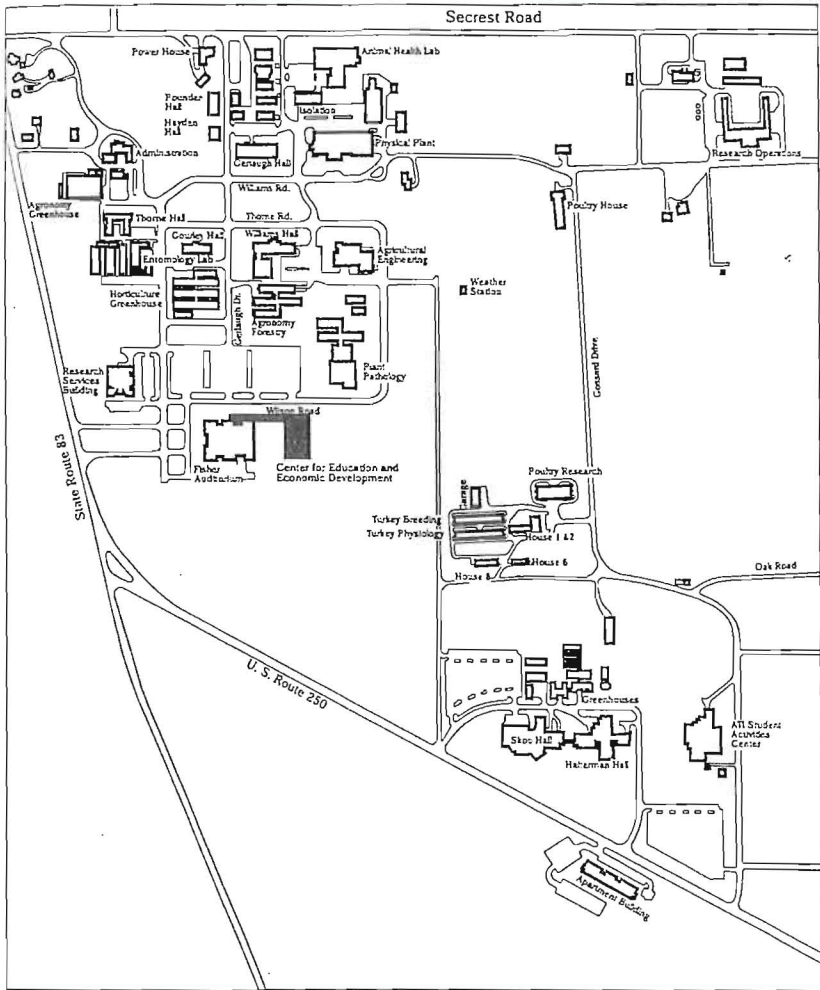 Secrest Road
Power House
Animal Health Lab
Pounder
Hall
Isolation
Hayden
Hall
Physical Plant
Administration
Gerlaugh Hall
Research Operations
Agronomy
Greenhouse
Williams Rd.
Poultry House
Thorne Hall
Thorne Rd.
Gourley Hall
Williams Hall
Entomology Lab
Agricultural
Engineering
Horticulture
Greenhouse
Gerlaugh Dr.
Weather
Station
Agronomy
Forestry
Gossard Drive
Research
Services
Building
Plant
Pathology
Wilson Road
State Route 83
Fisher
Auditorium
Center for Education and
Economic Development
Poultry Research
Garage
Turkey Breeding
Turkey Physiology
House 1 &2
House 8
House 6
Oak Road
U. S. Route 250
Greenhouses
Skou Hall
Halterman Hall
ATI Student
Activities
Center
Apartment Building